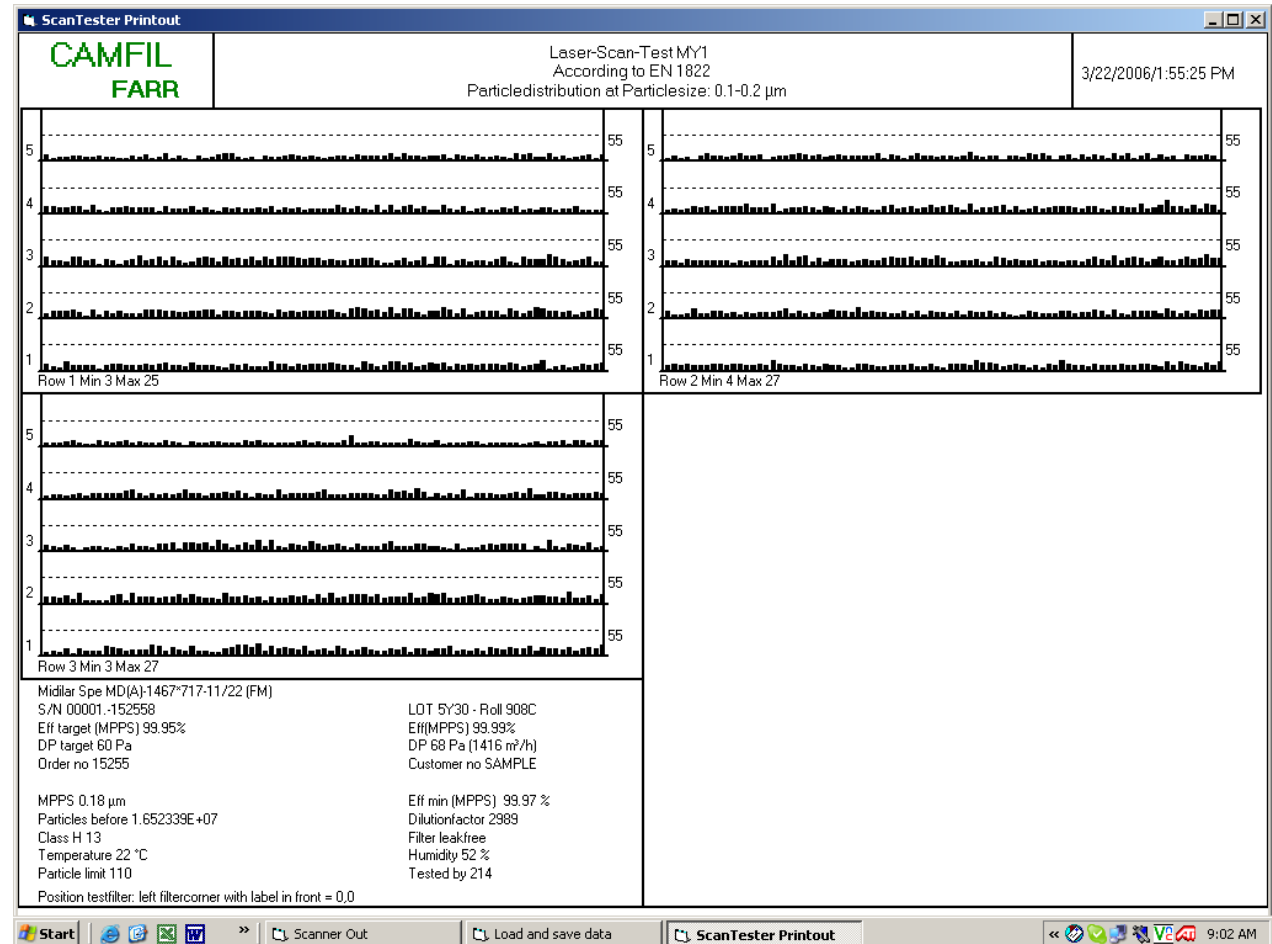 ScanTester Printout
CAMFIL
FARR
Laser-Scan-Test MY1
According to EN 1822
Particledistribution at Particlesize: 0.1-0.2 µm
3/22/2006/1:55:25 PM
5 55
4 55
3 55
2 55
1 55
Row 1 Min 3 Max 25
5 55
4 55
3 55
2 55
1 55
Row 2 Min 4 Max 27
5 55
4 55
3 55
2 55
1 55
Row 3 Min 3 Max 27
Midilar Spe MD(A)-1467*717-11/22 (FM)
S/N 00001.-152558 LOT 5Y30 - Roll 908C
Eff target (MPPS) 99.95% Eff(MPPS) 99.99%
DP target 60 Pa DP 68 Pa (1416 m³/h)
Order no 15255 Customer no SAMPLE
MPPS 0.18 µm Eff min (MPPS) 99.97 %
Particles before 1.652339E+07 Dilutionfactor 2989
Class H 13 Filter leakfree
Temperature 22 °C Humidity 52 %
Particle limit 110 Tested by 214
Position testfilter: left filtercorner with label in front = 0,0
Start » Scanner Out Load and save data ScanTester Printout « 9:02 AM